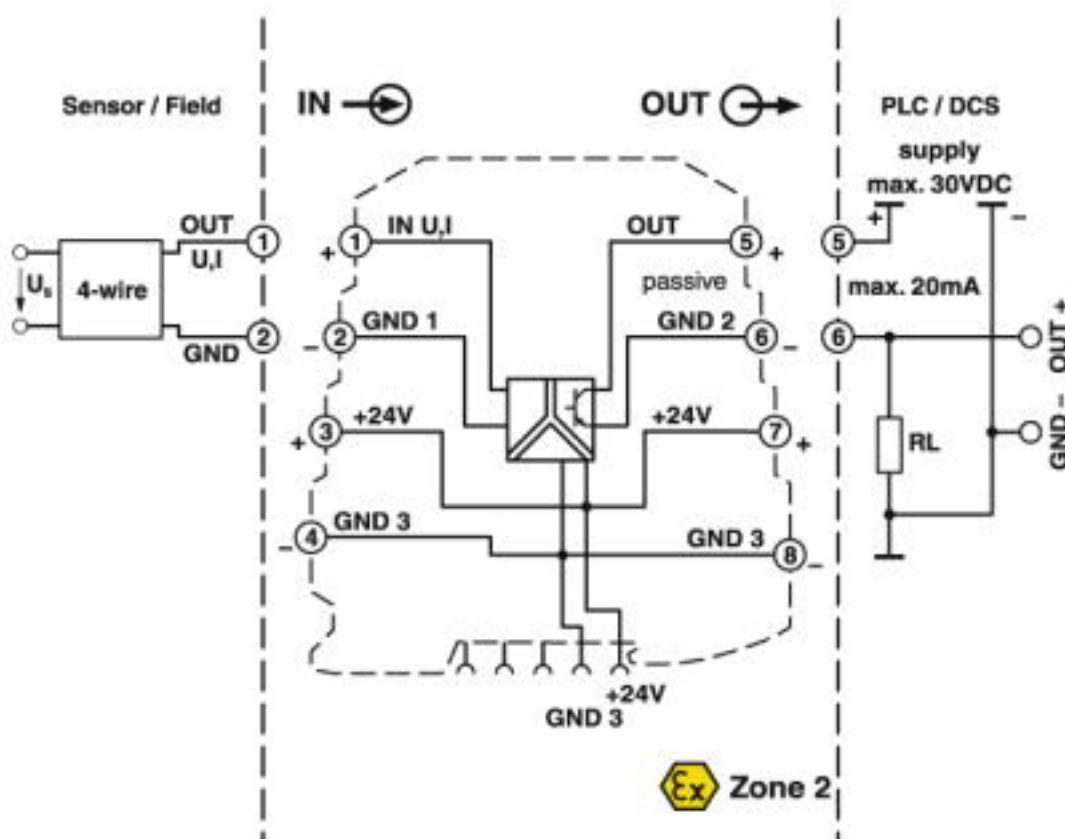 Sensor / Field
IN
OUT
PLC / DCS
supply
max. 30VDC
+
–
OUT
U,I
1
+
1
IN U,I
OUT
5
+
5
Us
4-wire
passive
max. 20mA
GND
2
–
2
GND 1
GND 2
6
–
6
OUT +
+
3
+24V
+24V
7
+
RL
GND –
–
4
GND 3
GND 3
8
–
+24V
GND 3
Ex Zone 2